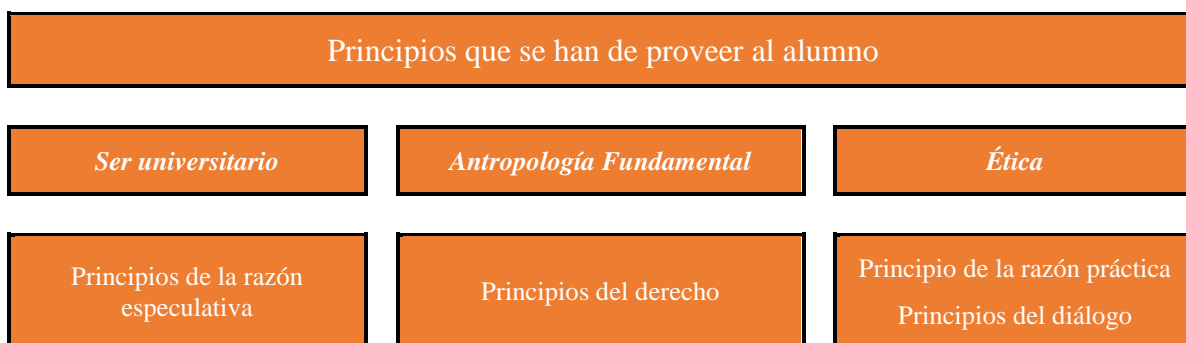 Principios que se han de proveer al alumno
Ser universitario
Antropología Fundamental
Ética
Principios de la razón
especulativa
Principios del derecho
Principio de la razón práctica
Principios del diálogo